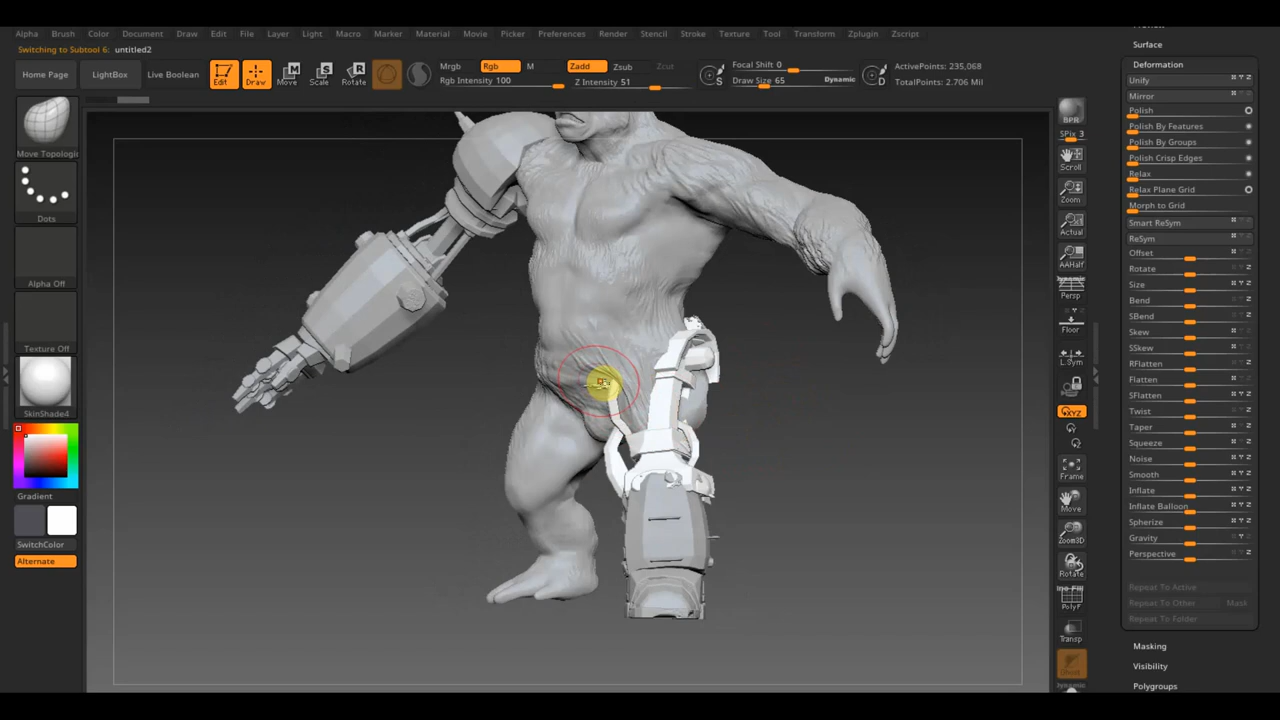 Alpha Brush Color Document Draw Edit File Layer Light Macro Marker Material Movie Picker Preferences Render Stencil Stroke Texture Tool Transform Zplugin Zscript
Switching to Subtool 6: untitled2
Home Page LightBox Live Boolean Edit Draw Move Scale Rotate
Mrgb Rgb M Zadd Zsub Zcut
Rgb Intensity 100 Z Intensity 51
S Focal Shift 0
Draw Size 65 Dynamic
D ActivePoints: 235,068
TotalPoints: 2.706 Mil
Move Topologic
Dots
Alpha Off
Texture Off
SkinShade4
Gradient
SwitchColor
Alternate
BPR
SPix 3
Scroll
Zoom
Actual
AAHalf
Dynamic
Persp
Floor
L.Sym
XYZ
Frame
Move
Zoom3D
Rotate
PolyF
Transp
Dynamic
Surface
Deformation
Unify
Mirror
Polish
Polish By Features
Polish By Groups
Polish Crisp Edges
Relax
Relax Plane Grid
Morph to Grid
Smart ReSym
ReSym
Offset
Rotate
Size
Bend
SBend
Skew
SSkew
RFlatten
Flatten
SFlatten
Twist
Taper
Squeeze
Noise
Smooth
Inflate
Inflate Balloon
Spherize
Gravity
Perspective
Repeat To Active
Repeat To Other Mask
Repeat To Folder
Masking
Visibility
Polygroups